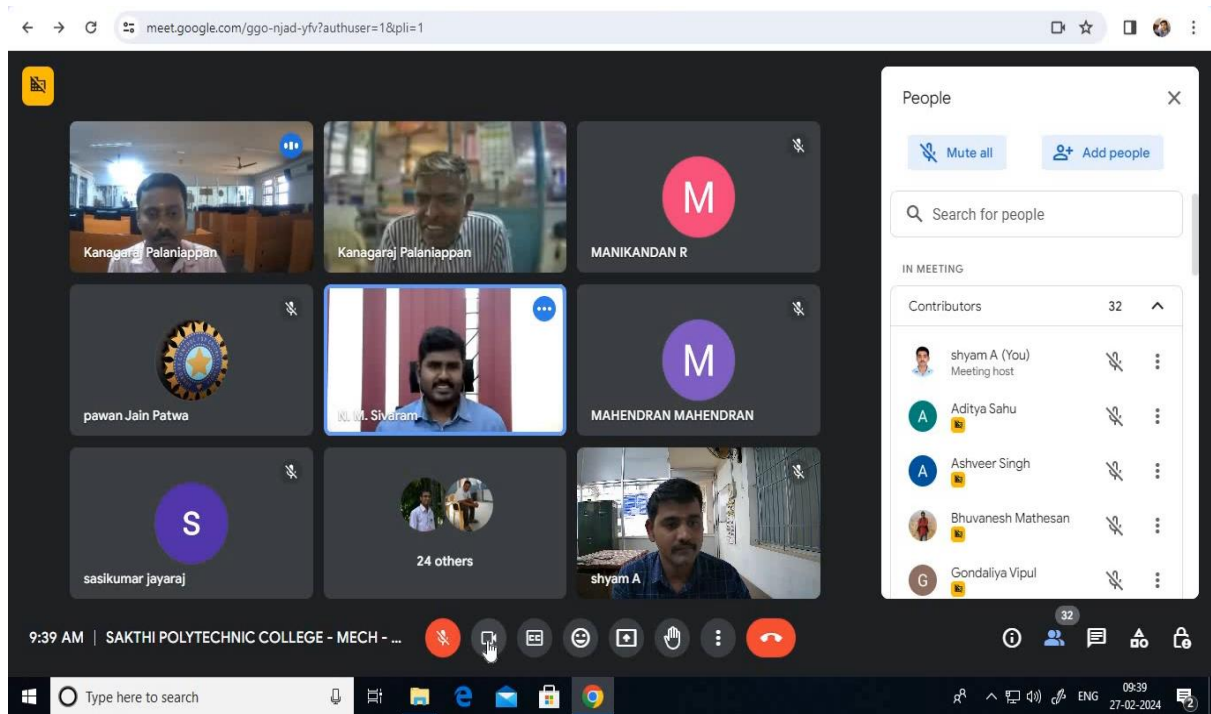 meet.google.com/ggo-njad-yfv?authuser=1&pli=1
People
Mute all
Add people
Search for people
IN MEETING
Contributors 32
shyam A (You)
Meeting host
A
Aditya Sahu
A
Ashveer Singh
Bhuvanesh Mathesan
G
Gondaliya Vipul
Kanagaraj Palaniappan
Kanagaraj Palaniappan
M
MANIKANDAN R
pawan Jain Patwa
N. M. Sivaram
M
MAHENDRAN MAHENDRAN
S
sasikumar jayaraj
24 others
shyam A
9:39 AM | SAKTHI POLYTECHNIC COLLEGE - MECH - ...
CC
32
Type here to search
ENG
09:39
27-02-2024
2